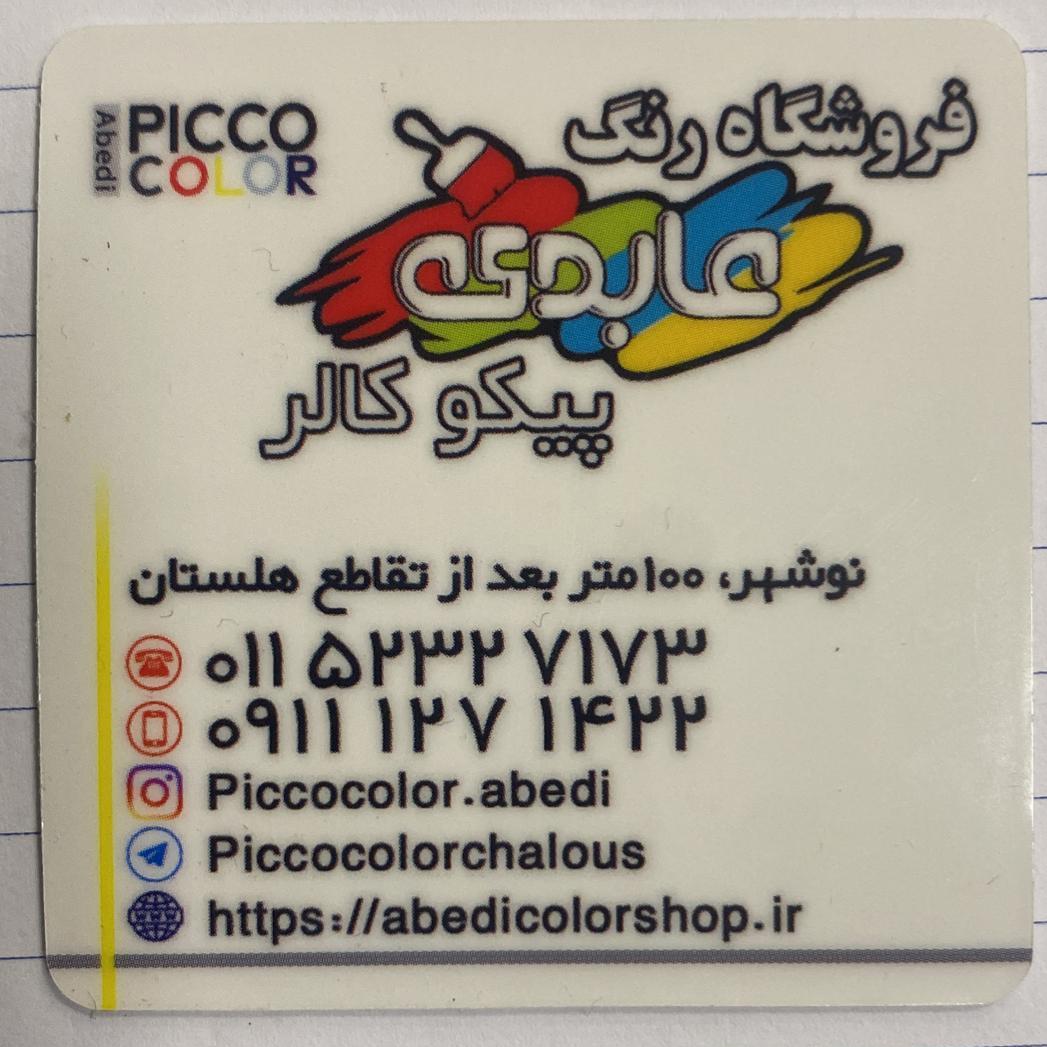 PICCO
COLOR
Abedi
فروشگاه رنگ
عابدی
پیکو کالر
نوشهر، ۱۰۰متر بعد از تقاطع هلستان
۰۱۱ ۵۲۳۲ ۷۱۷۳
۰۹۱۱ ۱۲۷ ۱۴۲۲
Piccocolor.abedi
Piccocolorchalous
www
https://abedicolorshop.ir